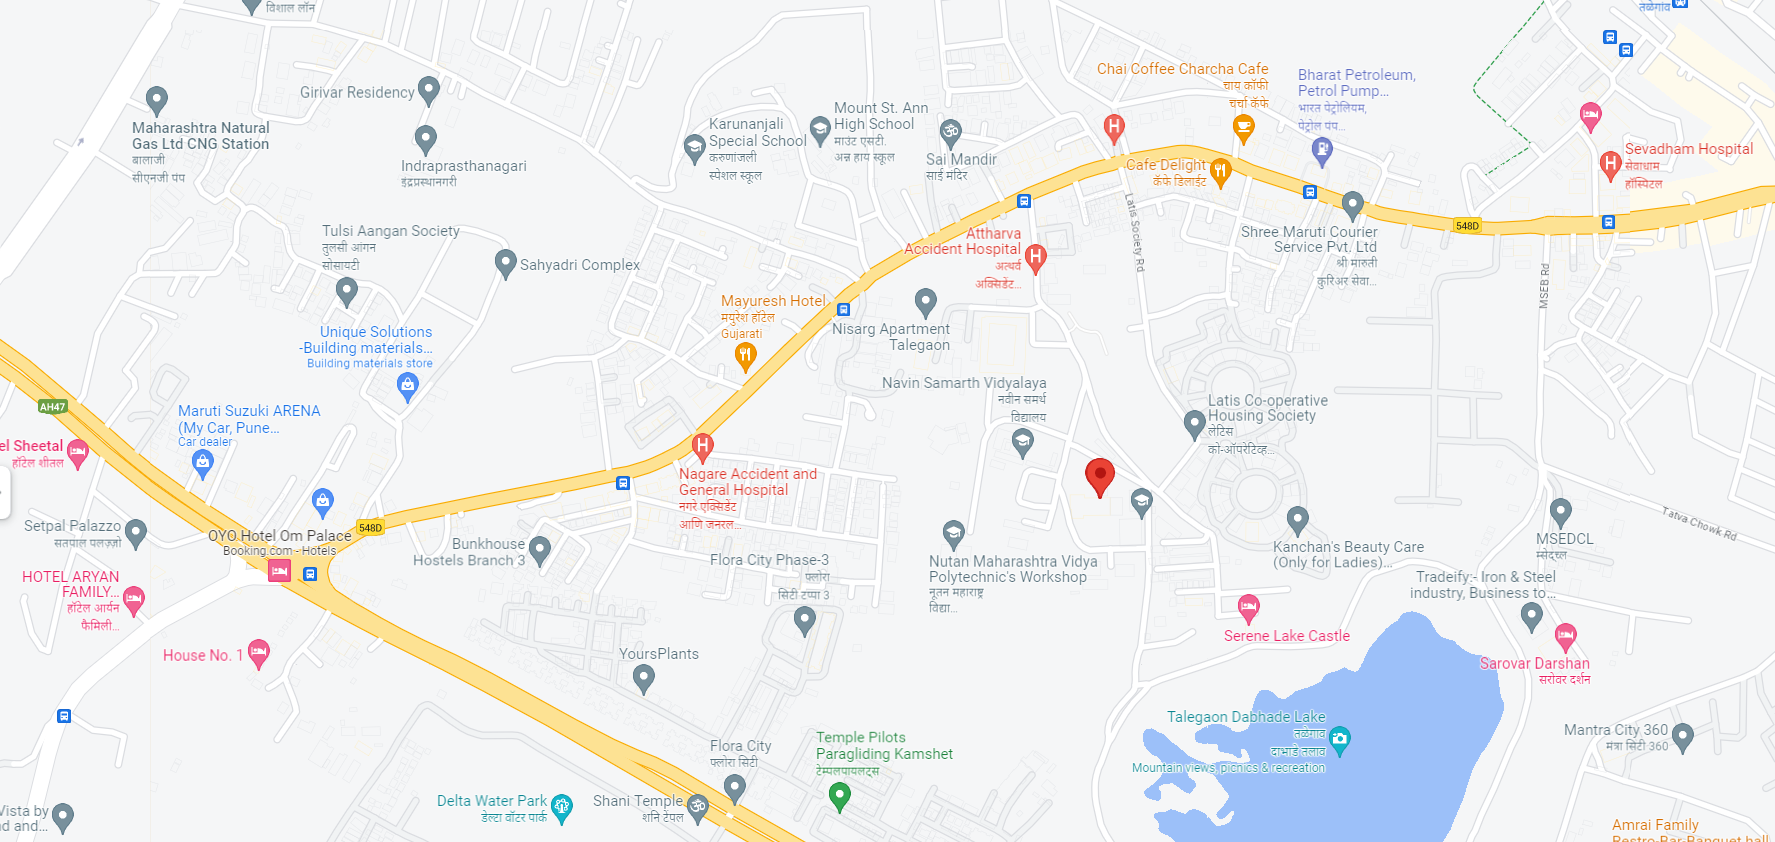 विशाल लॉन
तळेगांव
Chai Coffee Charcha Cafe
चाय कॉफी
चर्चा कॅफे
Bharat Petroleum,
Petrol Pump...
भारत पेट्रोलियम,
पेट्रोल पंप...
Girivar Residency
Maharashtra Natural
Gas Ltd CNG Station
बालाजी
सीएनजी पंप
Indraprasthanagari
इंद्रप्रस्थानगरी
Karunanjali
Special School
करुणांजली
स्पेशल स्कूल
Mount St. Ann
High School
माउंट एसटी.
अन्न हाय स्कूल
Sai Mandir
साई मंदिर
Cafe Delight
कॅफे डिलाईट
Sevadham Hospital
सेवाधाम
हॉस्पिटल
Latis Society Rd
548D
Tulsi Aangan Society
तुलसी आंगन
सोसायटी
Sahyadri Complex
Attharva
Accident Hospital
अत्थर्व
अक्सिडेंट...
Shree Maruti Courier
Service Pvt. Ltd
श्री मारुती
कुरिअर सेवा...
MSEB Rd
Mayuresh Hotel
मयुरेश हॉटेल
Gujarati
Nisarg Apartment
Talegaon
Unique Solutions
-Building materials...
Building materials store
Navin Samarth Vidyalaya
नवीन समर्थ
विद्यालय
AH47
Maruti Suzuki ARENA
(My Car, Pune...
Car dealer
Latis Co-operative
Housing Society
लेटिस
को-ऑपरेटिव्ह...
el Sheetal
हॉटेल शीतल
Nagare Accident and
General Hospital
नगरे एक्सिडेंट
आणि जनरल...
Setpal Palazzo
सतपाल पलज़्ज़ो
548D
OYO Hotel Om Palace
Booking.com - Hotels
Bunkhouse
Hostels Branch 3
Flora City Phase-3
फ्लोरा
सिटी टप्पा 3
Nutan Maharashtra Vidya
Polytechnic's Workshop
नूतन महाराष्ट्र
विद्या...
Kanchan's Beauty Care
(Only for Ladies)...
MSEDCL
Tatva Chowk Rd
Tradeify:- Iron & Steel
industry, Business to...
HOTEL ARYAN
FAMILY...
हॉटेल आर्यन
फैमिली...
House No. 1
Serene Lake Castle
Sarovar Darshan
सरोवर दर्शन
YoursPlants
Talegaon Dabhade Lake
तळेगाव
दाभाडे तलाव
Mountain views, picnics & recreation
Mantra City 360
मंत्रा सिटी 360
Flora City
फ्लोरा सिटी
Temple Pilots
Paragliding Kamshet
टेम्पलपायलट्स
Delta Water Park
डेल्टा वॉटर पार्क
Shani Temple
शनि टेंपल
Vista by
d and...
Amrai Family
Restro-Bar-Banquet hall